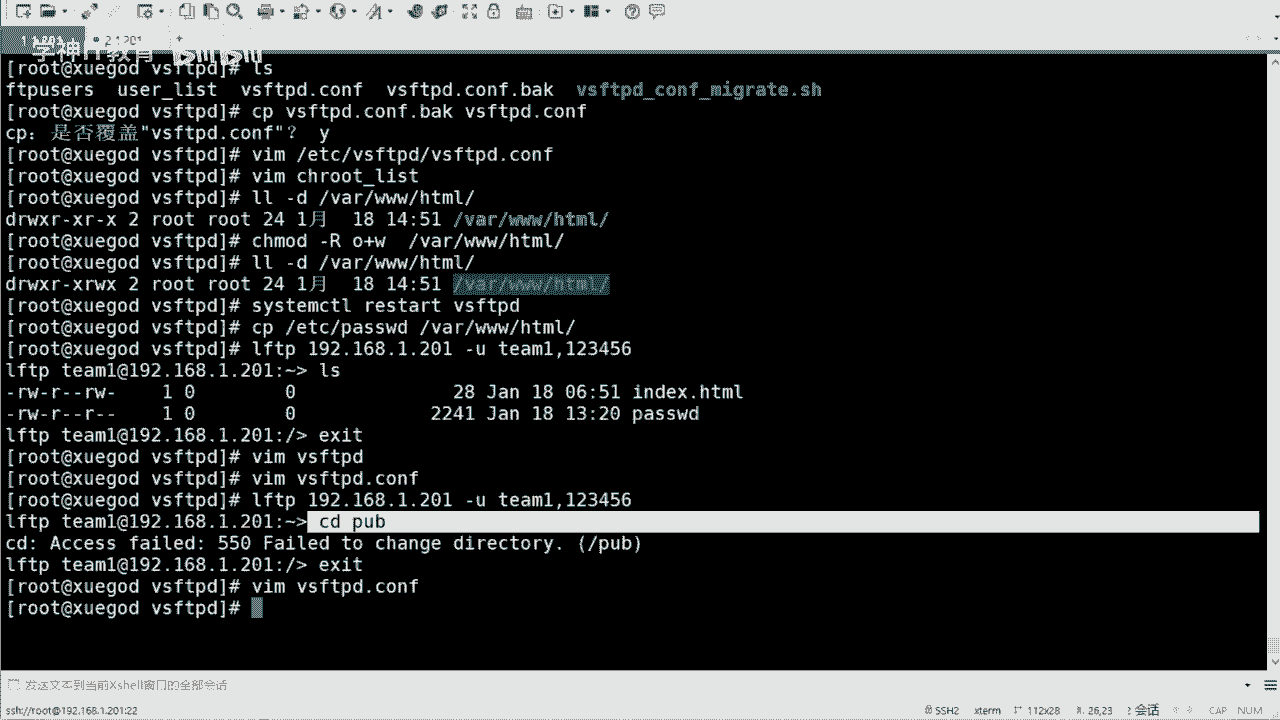 1 1.201 2 1.201 +
学神IT教育 bilibili
[root@xuegod vsftpd]# ls
ftpusers  user_list  vsftpd.conf  vsftpd.conf.bak  vsftpd_conf_migrate.sh
[root@xuegod vsftpd]# cp vsftpd.conf.bak vsftpd.conf
cp：是否覆盖"vsftpd.conf"？ y
[root@xuegod vsftpd]# vim /etc/vsftpd/vsftpd.conf
[root@xuegod vsftpd]# vim chroot_list
[root@xuegod vsftpd]# ll -d /var/www/html/
drwxr-xr-x 2 root root 24 1月  18 14:51 /var/www/html/
[root@xuegod vsftpd]# chmod -R o+w  /var/www/html/
[root@xuegod vsftpd]# ll -d /var/www/html/
drwxr-xrwx 2 root root 24 1月  18 14:51 /var/www/html/
[root@xuegod vsftpd]# systemctl restart vsftpd
[root@xuegod vsftpd]# cp /etc/passwd /var/www/html/
[root@xuegod vsftpd]# lftp 192.168.1.201 -u team1,123456
lftp team1@192.168.1.201:~> ls
-rw-r--rw-    1 0        0              28 Jan 18 06:51 index.html
-rw-r--r--    1 0        0            2241 Jan 18 13:20 passwd
lftp team1@192.168.1.201:/> exit
[root@xuegod vsftpd]# vim vsftpd
[root@xuegod vsftpd]# vim vsftpd.conf
[root@xuegod vsftpd]# lftp 192.168.1.201 -u team1,123456
lftp team1@192.168.1.201:~> cd pub
cd: Access failed: 550 Failed to change directory. (/pub)
lftp team1@192.168.1.201:/> exit
[root@xuegod vsftpd]# vim vsftpd.conf
[root@xuegod vsftpd]#
发送文本到当前Xshell窗口的全部会话
ssh://root@192.168.1.201:22 SSH2 xterm 112x28 26,23 2 会话 CAP NUM